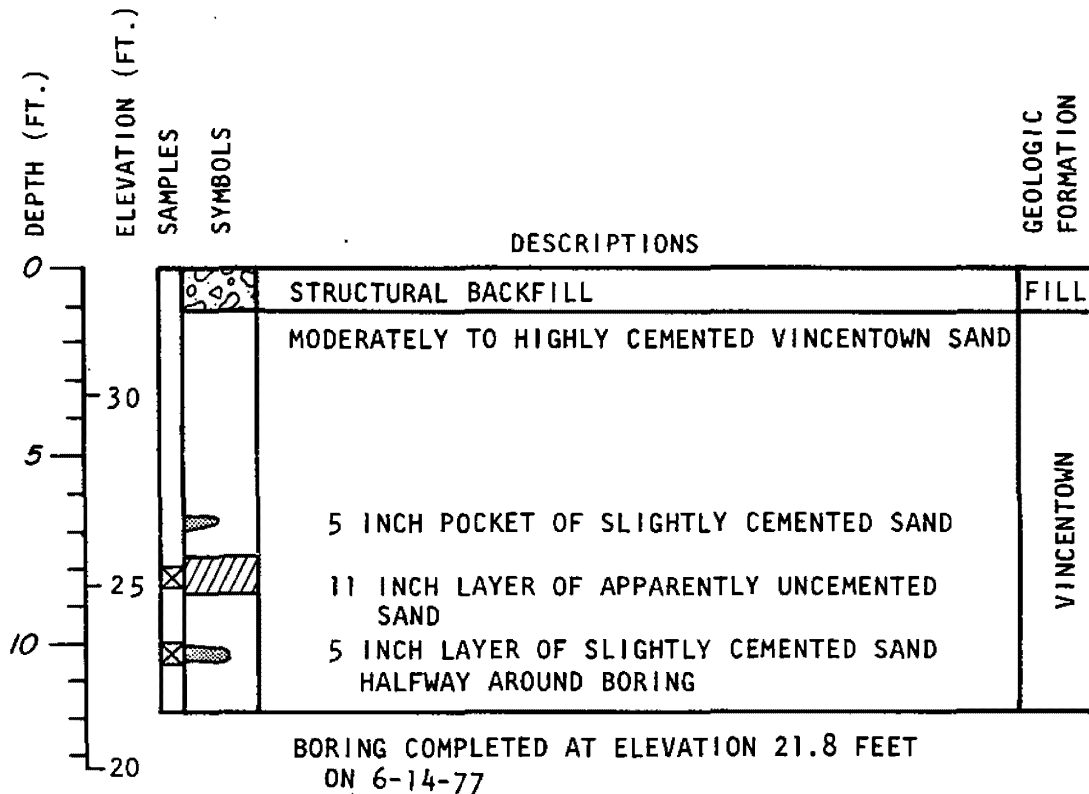 DEPTH (FT.)
ELEVATION (FT.)
SAMPLES
SYMBOLS
GEOLOGIC
FORMATION
DESCRIPTIONS
0
STRUCTURAL BACKFILL
FILL
MODERATELY TO HIGHLY CEMENTED VINCENTOWN SAND
30
5
VINCENTOWN
5 INCH POCKET OF SLIGHTLY CEMENTED SAND
25
11 INCH LAYER OF APPARENTLY UNCEMENTED
SAND
10
5 INCH LAYER OF SLIGHTLY CEMENTED SAND
HALFWAY AROUND BORING
20
BORING COMPLETED AT ELEVATION 21.8 FEET
ON 6-14-77